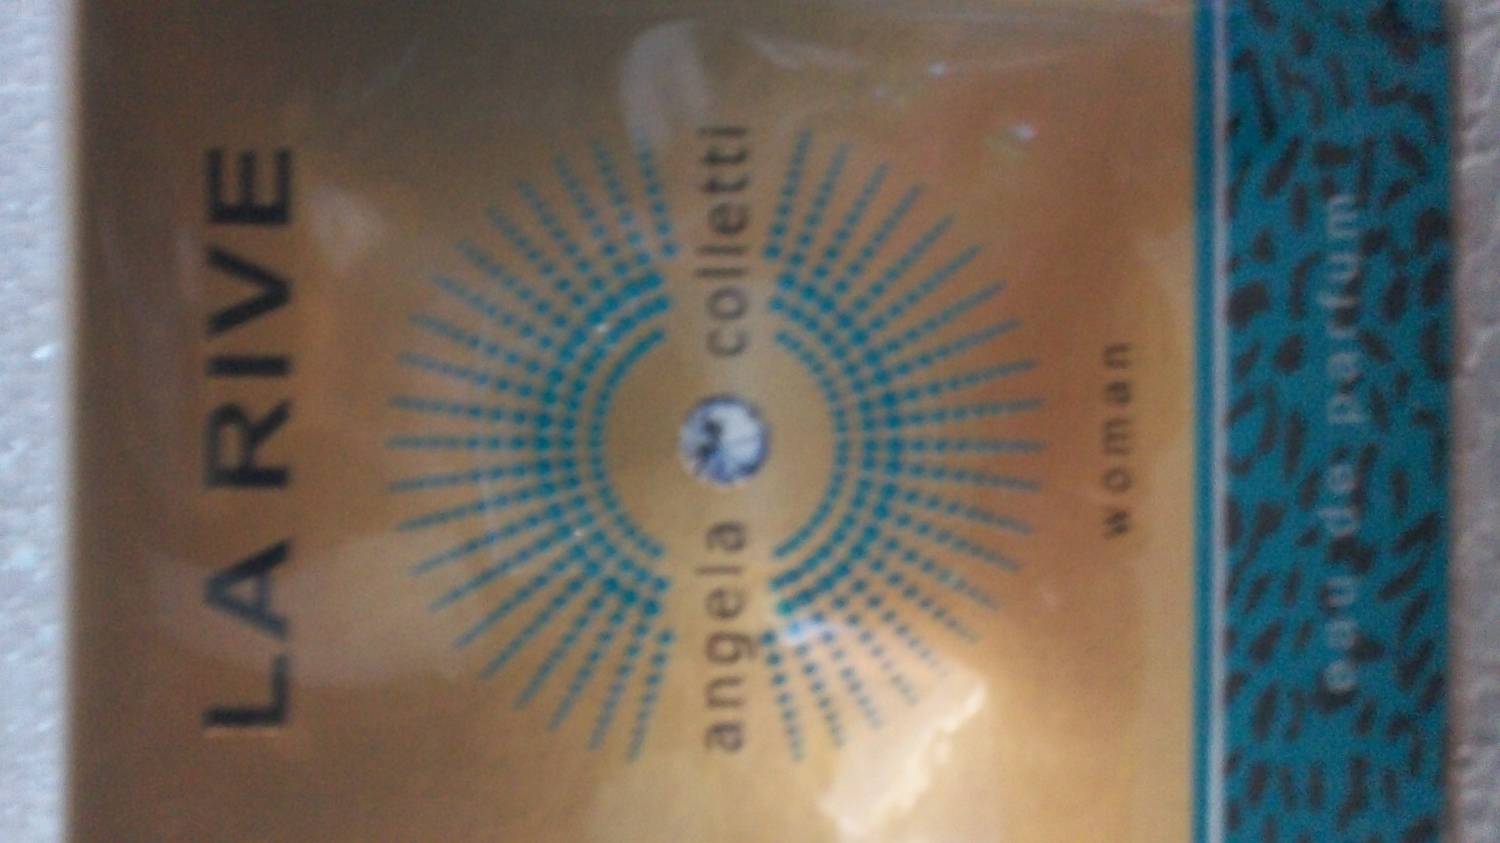 LA RIVE
angela colletti
woman
eau de parfum